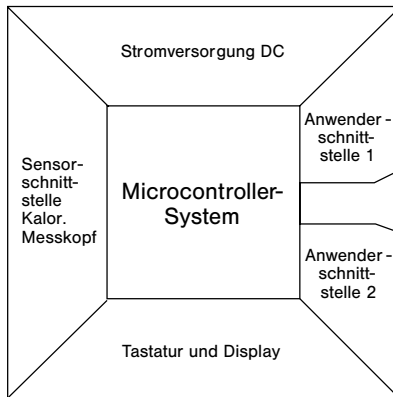 Stromversorgung DC
Sensor-
schnitt-
stelle
Kalor.
Messkopf
Microcontroller-
System
Anwender -
schnitt-
stelle 1
Anwender -
schnitt-
stelle 2
Tastatur und Display